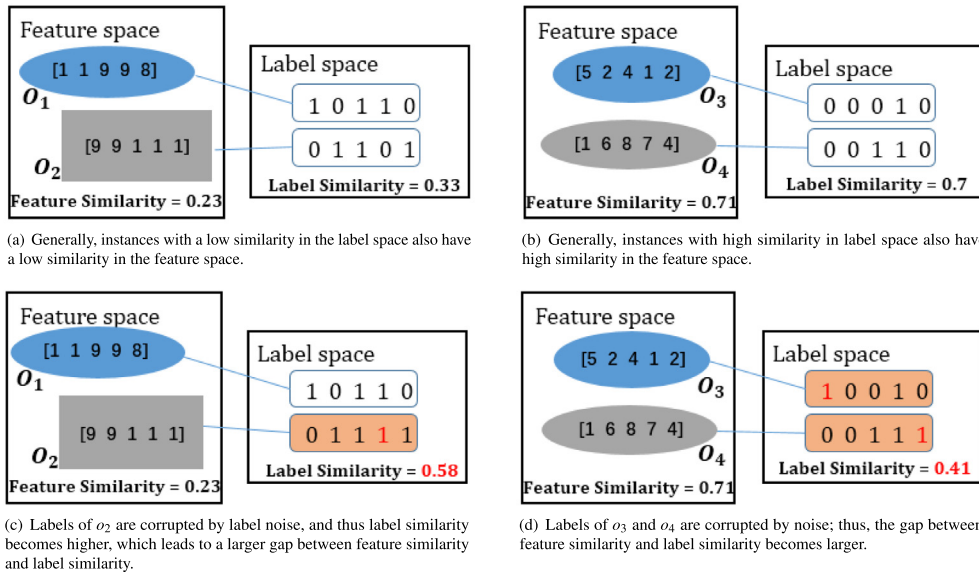 Feature space
[1 1 9 9 8]
O1
[9 9 1 1 1]
O2
Feature Similarity = 0.23
Label space
1 0 1 1 0
0 1 1 0 1
Label Similarity = 0.33
(a) Generally, instances with a low similarity in the label space also have
a low similarity in the feature space.
Feature space
[5 2 4 1 2]
O3
[1 6 8 7 4]
O4
Feature Similarity = 0.71
Label space
0 0 0 1 0
0 0 1 1 0
Label Similarity = 0.7
(b) Generally, instances with high similarity in label space also have
high similarity in the feature space.
Feature space
[1 1 9 9 8]
O1
[9 9 1 1 1]
O2
Feature Similarity = 0.23
Label space
1 0 1 1 0
0 1 1 1 1
Label Similarity = 0.58
(c) Labels of o2 are corrupted by label noise, and thus label similarity
becomes higher, which leads to a larger gap between feature similarity
and label similarity.
Feature space
[5 2 4 1 2]
O3
[1 6 8 7 4]
O4
Feature Similarity = 0.71
Label space
1 0 0 1 0
0 0 1 1 1
Label Similarity = 0.41
(d) Labels of o3 and o4 are corrupted by noise; thus, the gap between
feature similarity and label similarity becomes larger.